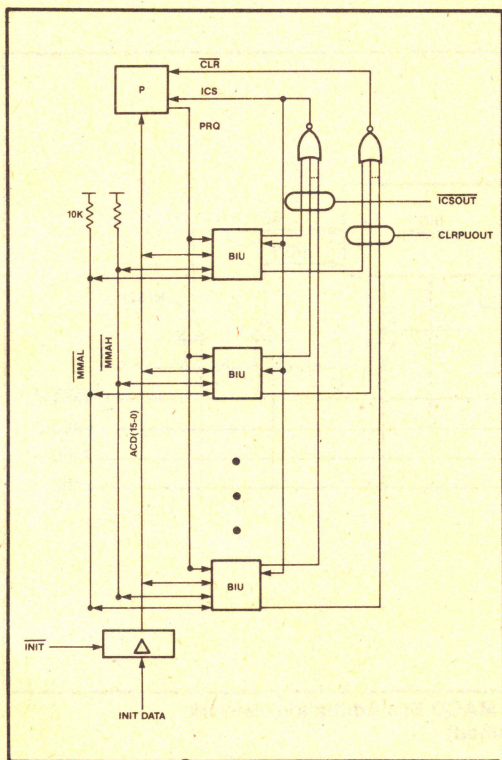 CLR
P
ICS
PRQ
10K
ICSOUT
CLRPUOUT
BIU
MMAL
MMAH
BIU
ACD(15-0)
BIU
INIT
Δ
INIT DATA